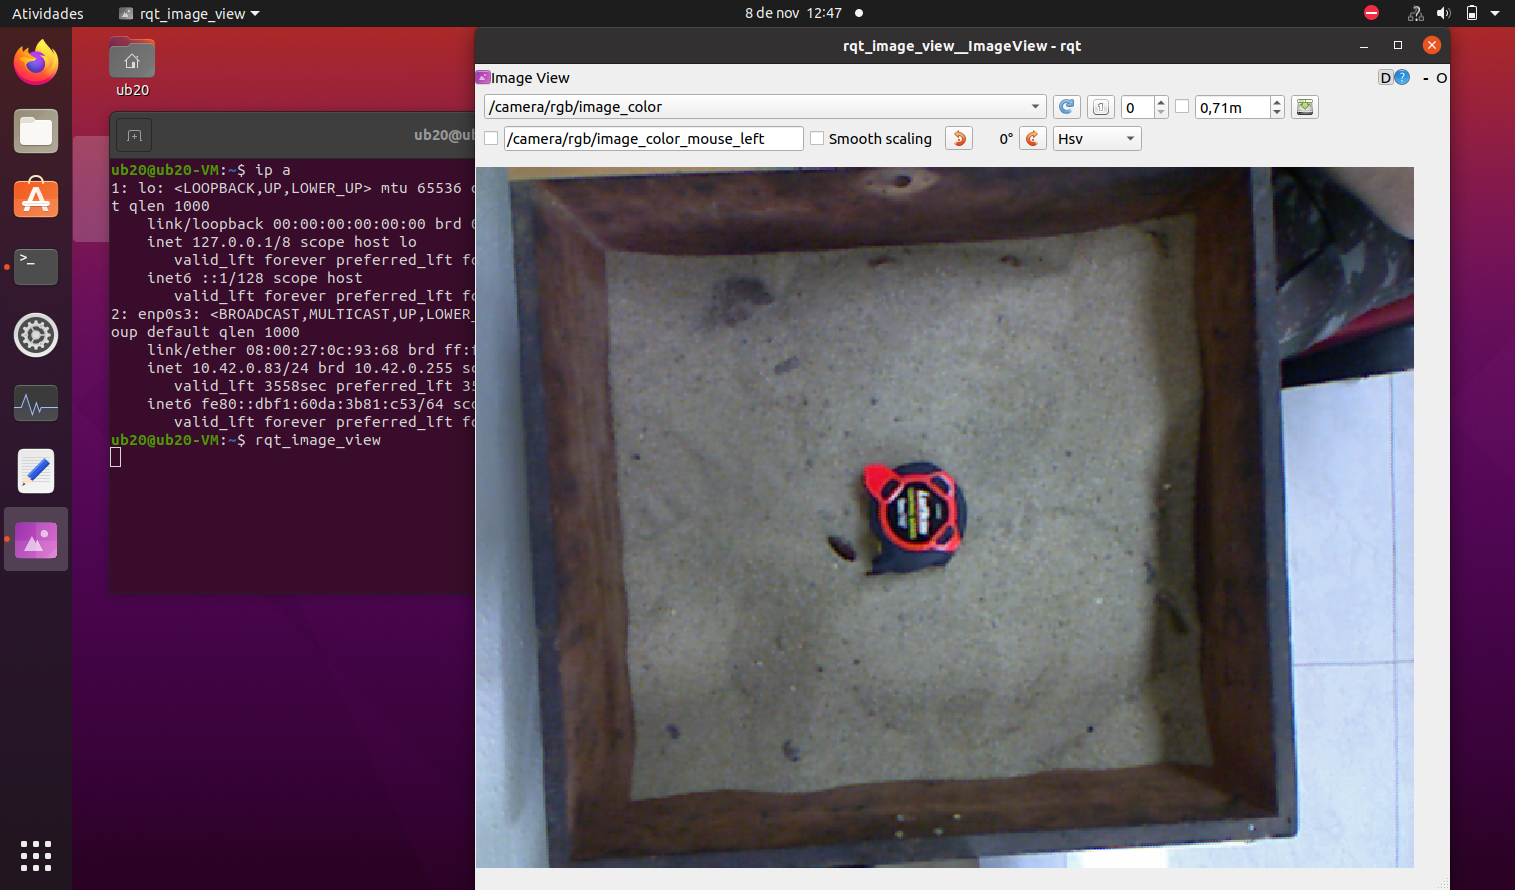 Atividades
rqt_image_view
8 de nov 12:47
ub20
rqt_image_view__ImageView - rqt
Image View
D
?
- O
/camera/rgb/image_color
0
0,71m
/camera/rgb/image_color_mouse_left
Smooth scaling
0°
Hsv
ub20@ub
ub20@ub20-VM:~$ ip a
1: lo: <LOOPBACK,UP,LOWER_UP> mtu 65536
t qlen 1000
link/loopback 00:00:00:00:00:00 brd
inet 127.0.0.1/8 scope host lo
valid_lft forever preferred_lft fo
inet6 ::1/128 scope host
valid_lft forever preferred_lft fo
2: enp0s3: <BROADCAST,MULTICAST,UP,LOWER_
oup default qlen 1000
link/ether 08:00:27:0c:93:68 brd ff:f
inet 10.42.0.83/24 brd 10.42.0.255 sc
valid_lft 3558sec preferred_lft 35
inet6 fe80::dbf1:60da:3b81:c53/64 sco
valid_lft forever preferred_lft fo
ub20@ub20-VM:~$ rqt_image_view